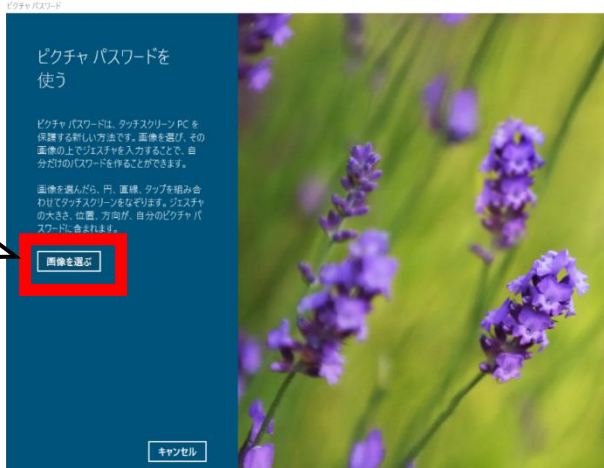 ピクチャ パスワード
ピクチャ パスワードを
使う
ピクチャ パスワードは、タッチスクリーン PC を
保護する新しい方法です。画像を選び、その
画像の上でジェスチャを入力することで、自
分だけのパスワードを作ることができます。
画像を選んだら、円、直線、タップを組み合
わせてタッチスクリーンをなぞります。ジェスチャ
の大きさ、位置、方向が、自分のピクチャ パ
スワードに含まれます。
画像を選ぶ
キャンセル